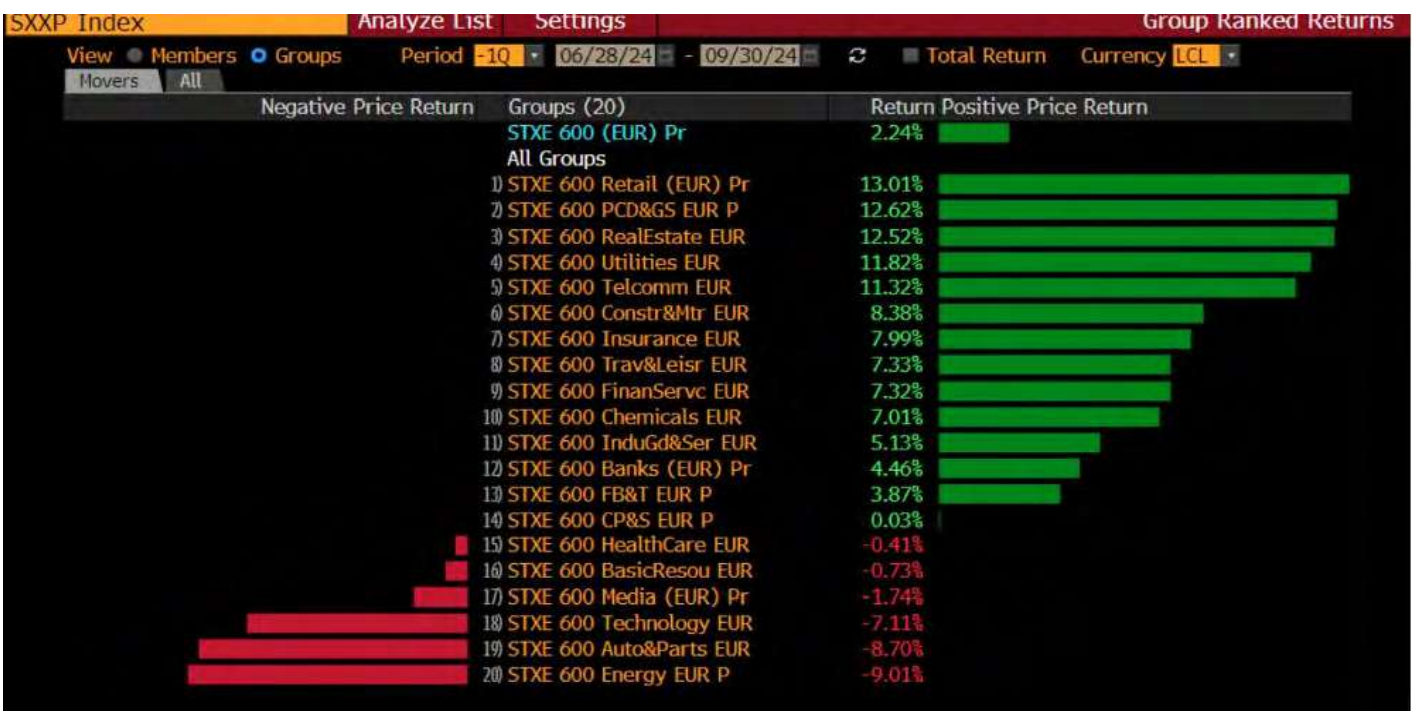 SXXP Index Analyze List Settings Group Ranked Returns
View Members Groups Period -1Q 06/28/24 - 09/30/24 Total Return Currency LCL
Movers All
Negative Price Return Groups (20) Return Positive Price Return
STXE 600 (EUR) Pr 2.24%
All Groups
1) STXE 600 Retail (EUR) Pr 13.01%
2) STXE 600 PCD&GS EUR P 12.62%
3) STXE 600 RealEstate EUR 12.52%
4) STXE 600 Utilities EUR 11.82%
5) STXE 600 Telcomm EUR 11.32%
6) STXE 600 Constr&Mtr EUR 8.38%
7) STXE 600 Insurance EUR 7.99%
8) STXE 600 Trav&Leisr EUR 7.33%
9) STXE 600 FinanServc EUR 7.32%
10) STXE 600 Chemicals EUR 7.01%
11) STXE 600 InduGd&Ser EUR 5.13%
12) STXE 600 Banks (EUR) Pr 4.46%
13) STXE 600 FB&T EUR P 3.87%
14) STXE 600 CP&S EUR P 0.03%
15) STXE 600 HealthCare EUR -0.41%
16) STXE 600 BasicResou EUR -0.73%
17) STXE 600 Media (EUR) Pr -1.74%
18) STXE 600 Technology EUR -7.11%
19) STXE 600 Auto&Parts EUR -8.70%
20) STXE 600 Energy EUR P -9.01%